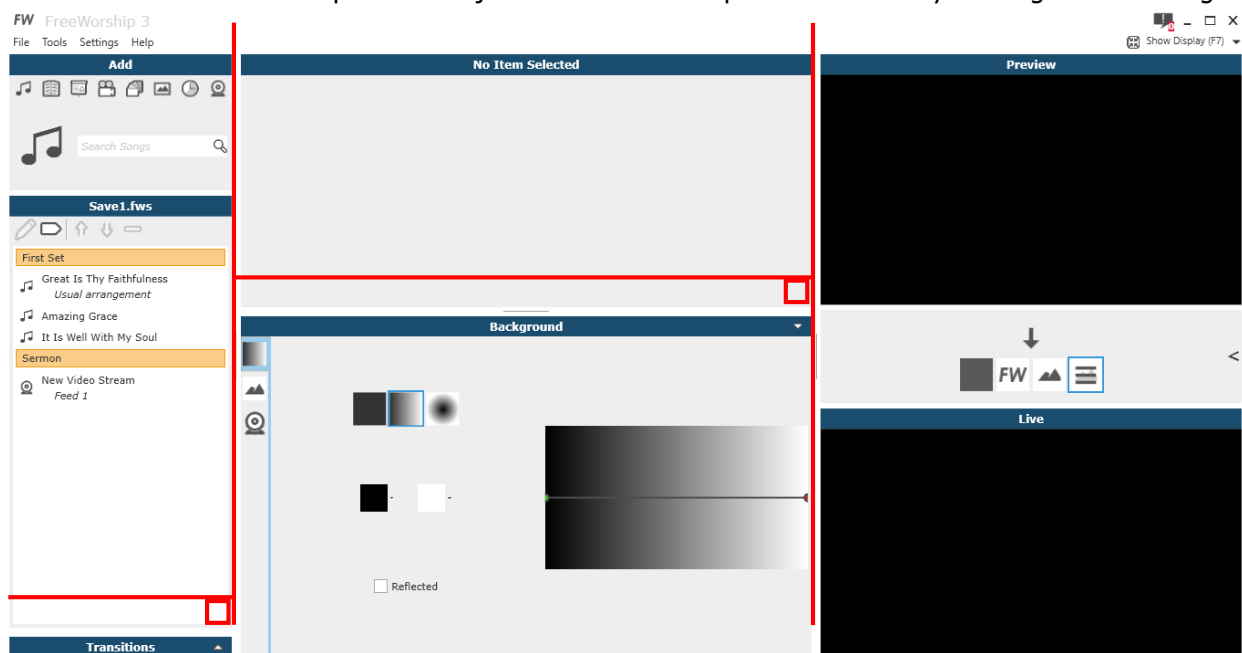 FW FreeWorship 3
File Tools Settings Help
Show Display (F7)
Add
No Item Selected
Preview
Search Songs
Save1.fws
First Set
Great Is Thy Faithfulness
Usual arrangement
Amazing Grace
It Is Well With My Soul
Sermon
New Video Stream
Feed 1
Background
FW
<
Live
Reflected
Transitions